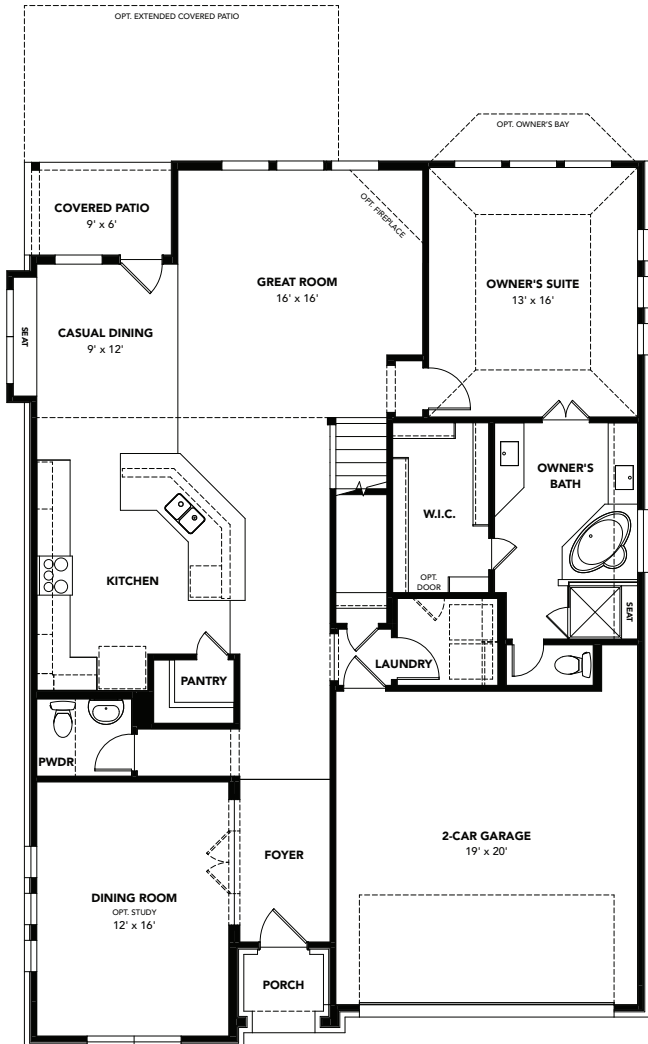 OPT. EXTENDED COVERED PATIO
OPT. OWNER'S BAY
COVERED PATIO
9' x 6'
OPT. FIREPLACE
GREAT ROOM
16' x 16'
OWNER'S SUITE
13' x 16'
SEAT
CASUAL DINING
9' x 12'
OWNER'S
BATH
W.I.C.
OPT.
DOOR
KITCHEN
SEAT
LAUNDRY
PANTRY
PWDR
2-CAR GARAGE
19' x 20'
FOYER
DINING ROOM
OPT. STUDY
12' x 16'
PORCH